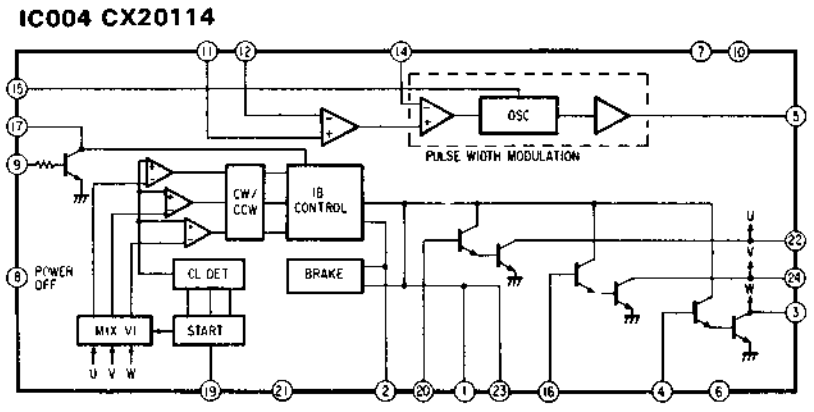 IC004 CX20114
11 12 14 7 10
15
17
9
8
OSC
PULSE WIDTH MODULATION
5
CW/
CCW
IB
CONTROL
POWER
OFF
CL DET
BRAKE
MIX VI
START
U V W
U
V
W
22
24
3
19 21 2 20 1 23 16 4 6